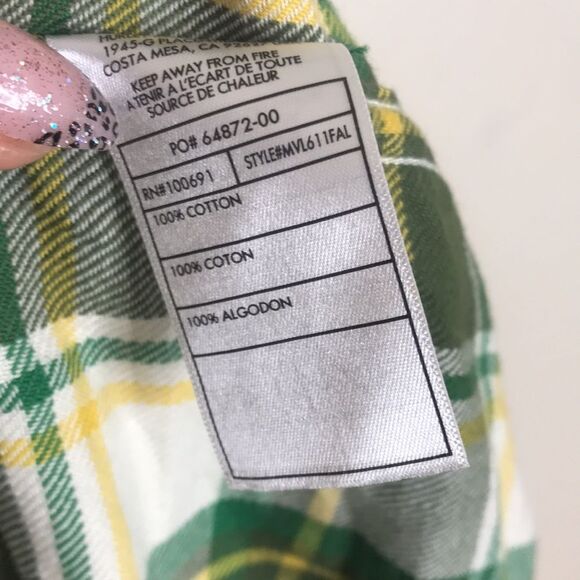 1945-G
COSTA MESA, CA
KEEP AWAY FROM FIRE
A TENIR A L'ECART DE TOUTE
SOURCE DE CHALEUR
PO# 64872-00
RN#100691 STYLE#MVL611FAL
100% COTTON
100% COTON
100% ALGODON